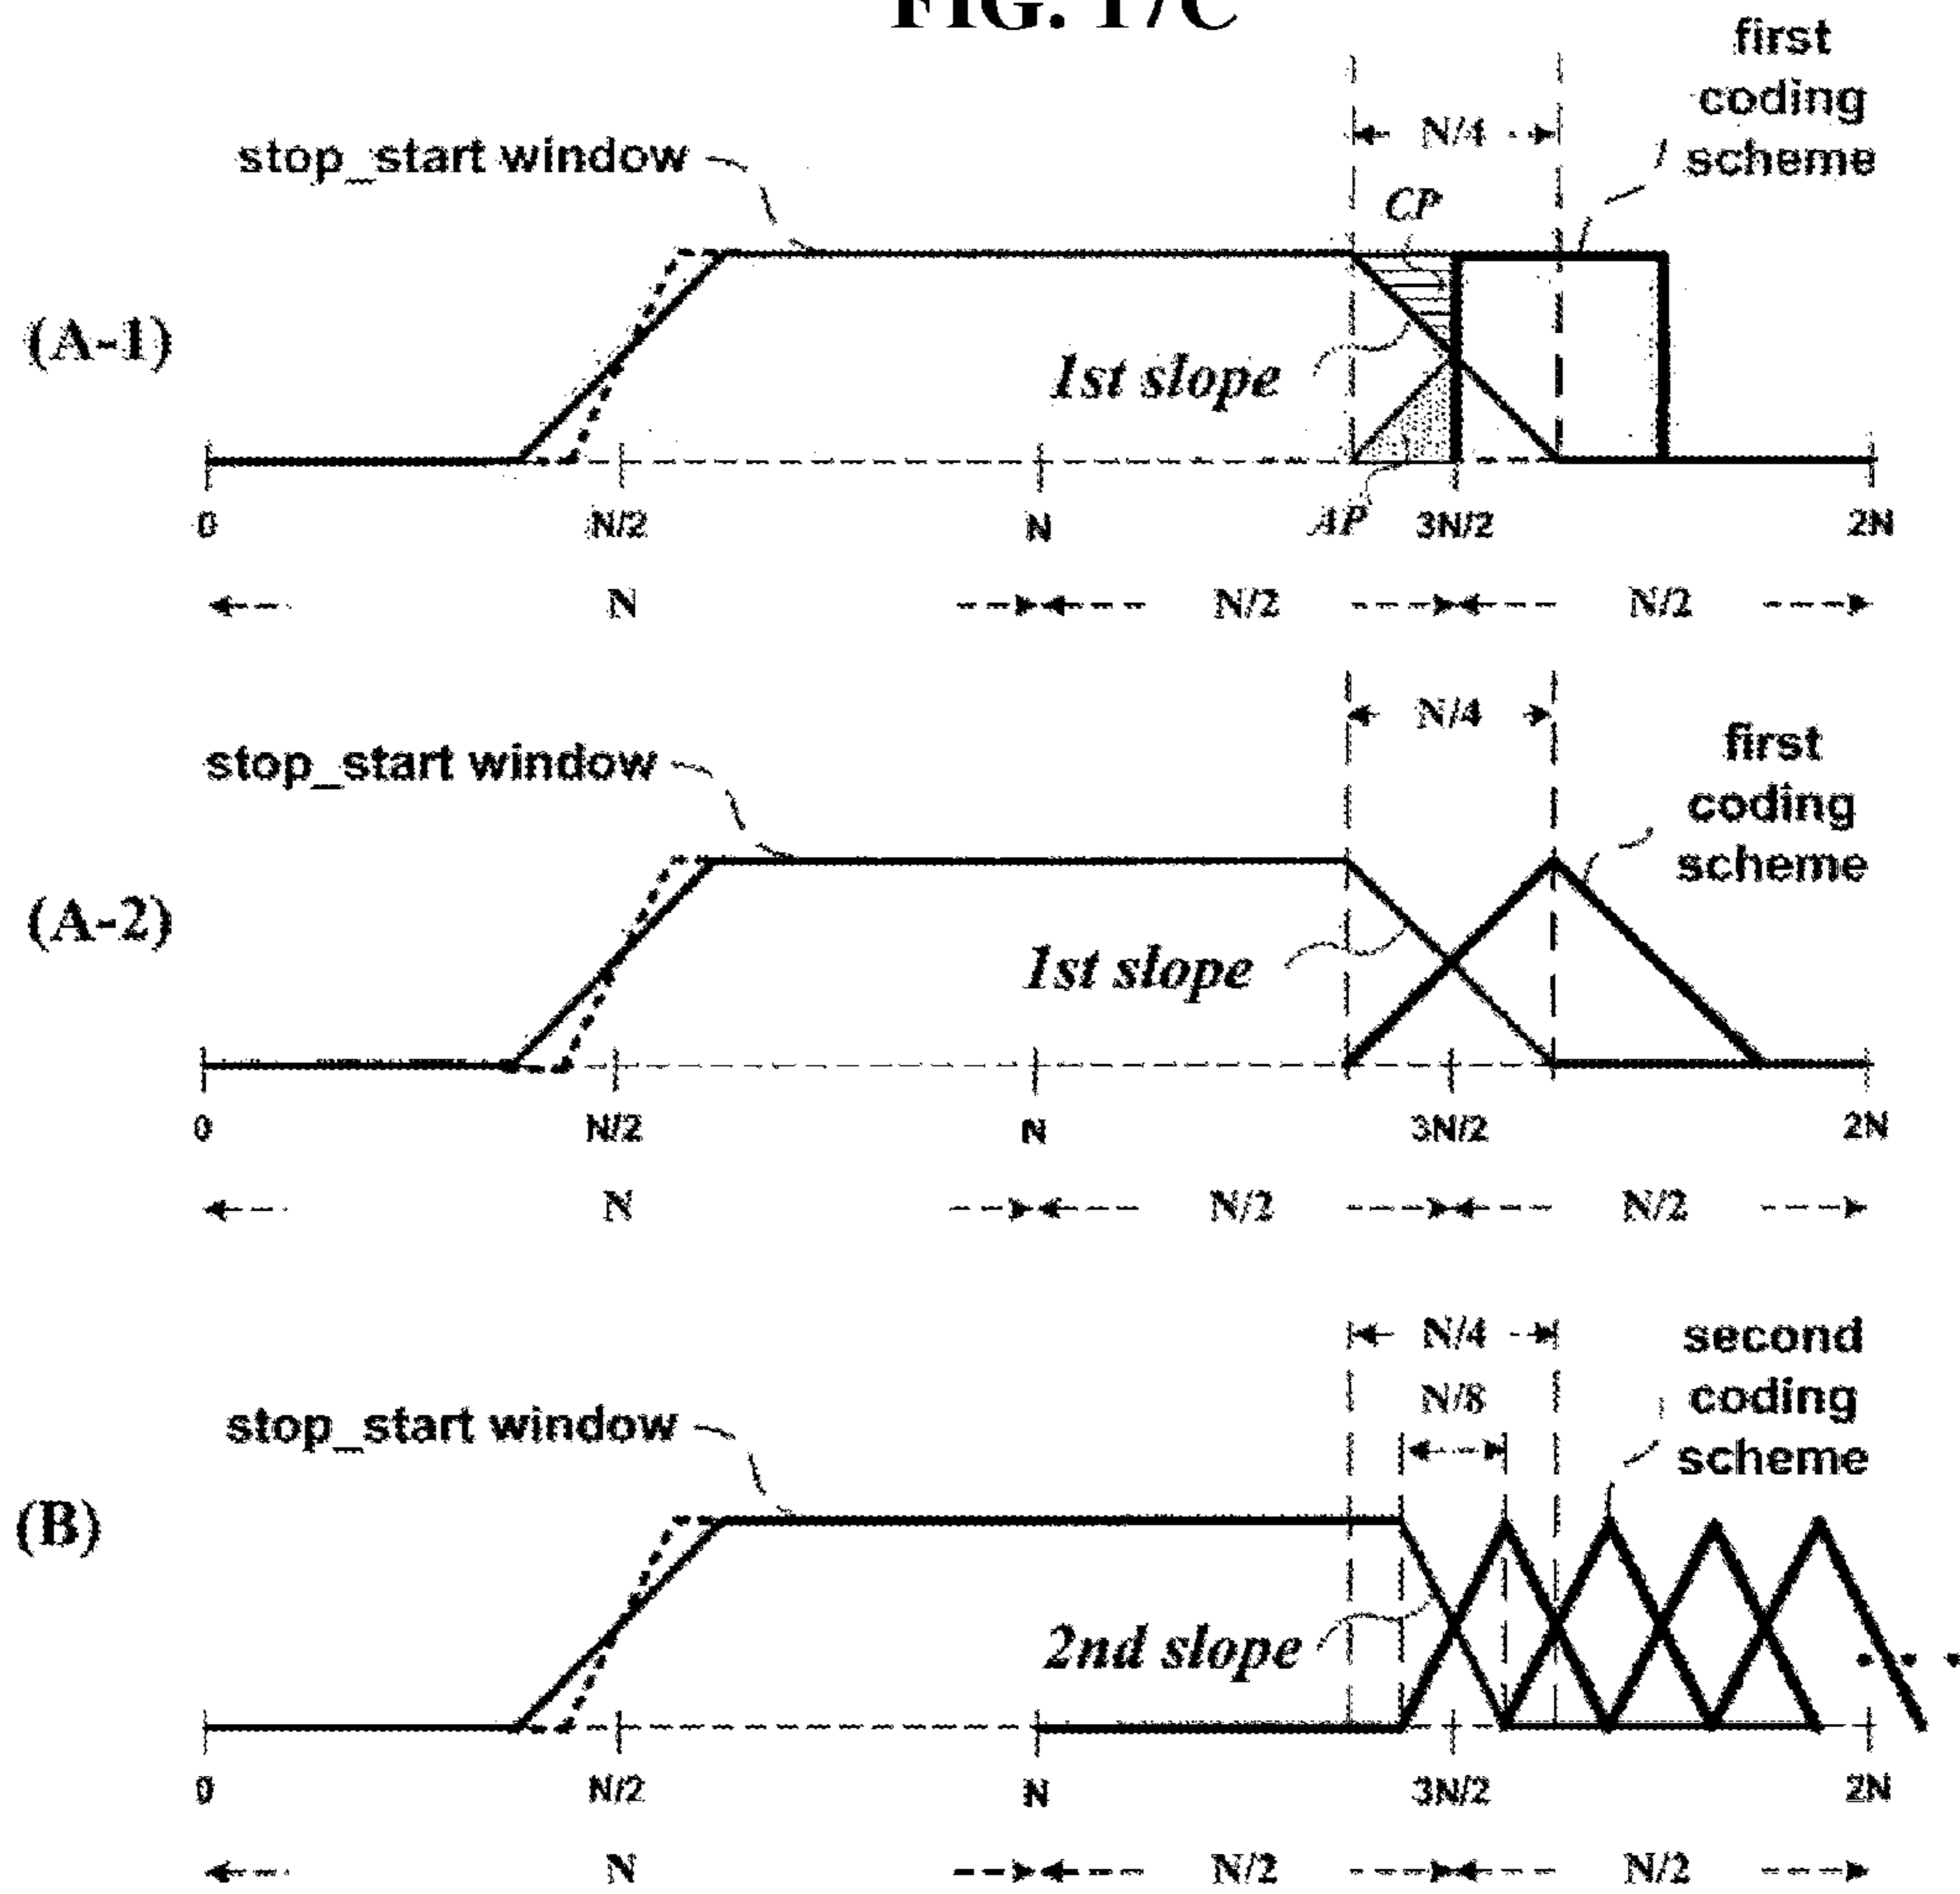 FIG. 17C
first
coding
scheme
stop_start window
N/4
CP
(A-1)
1st slope
AP
0 N/2 N 3N/2 2N
N N/2 N/2
N/4
stop_start window
first
coding
scheme
(A-2)
1st slope
0 N/2 N 3N/2 2N
N N/2 N/2
N/4
N/8
second
coding
scheme
stop_start window
(B)
2nd slope
0 N/2 N 3N/2 2N
N N/2 N/2